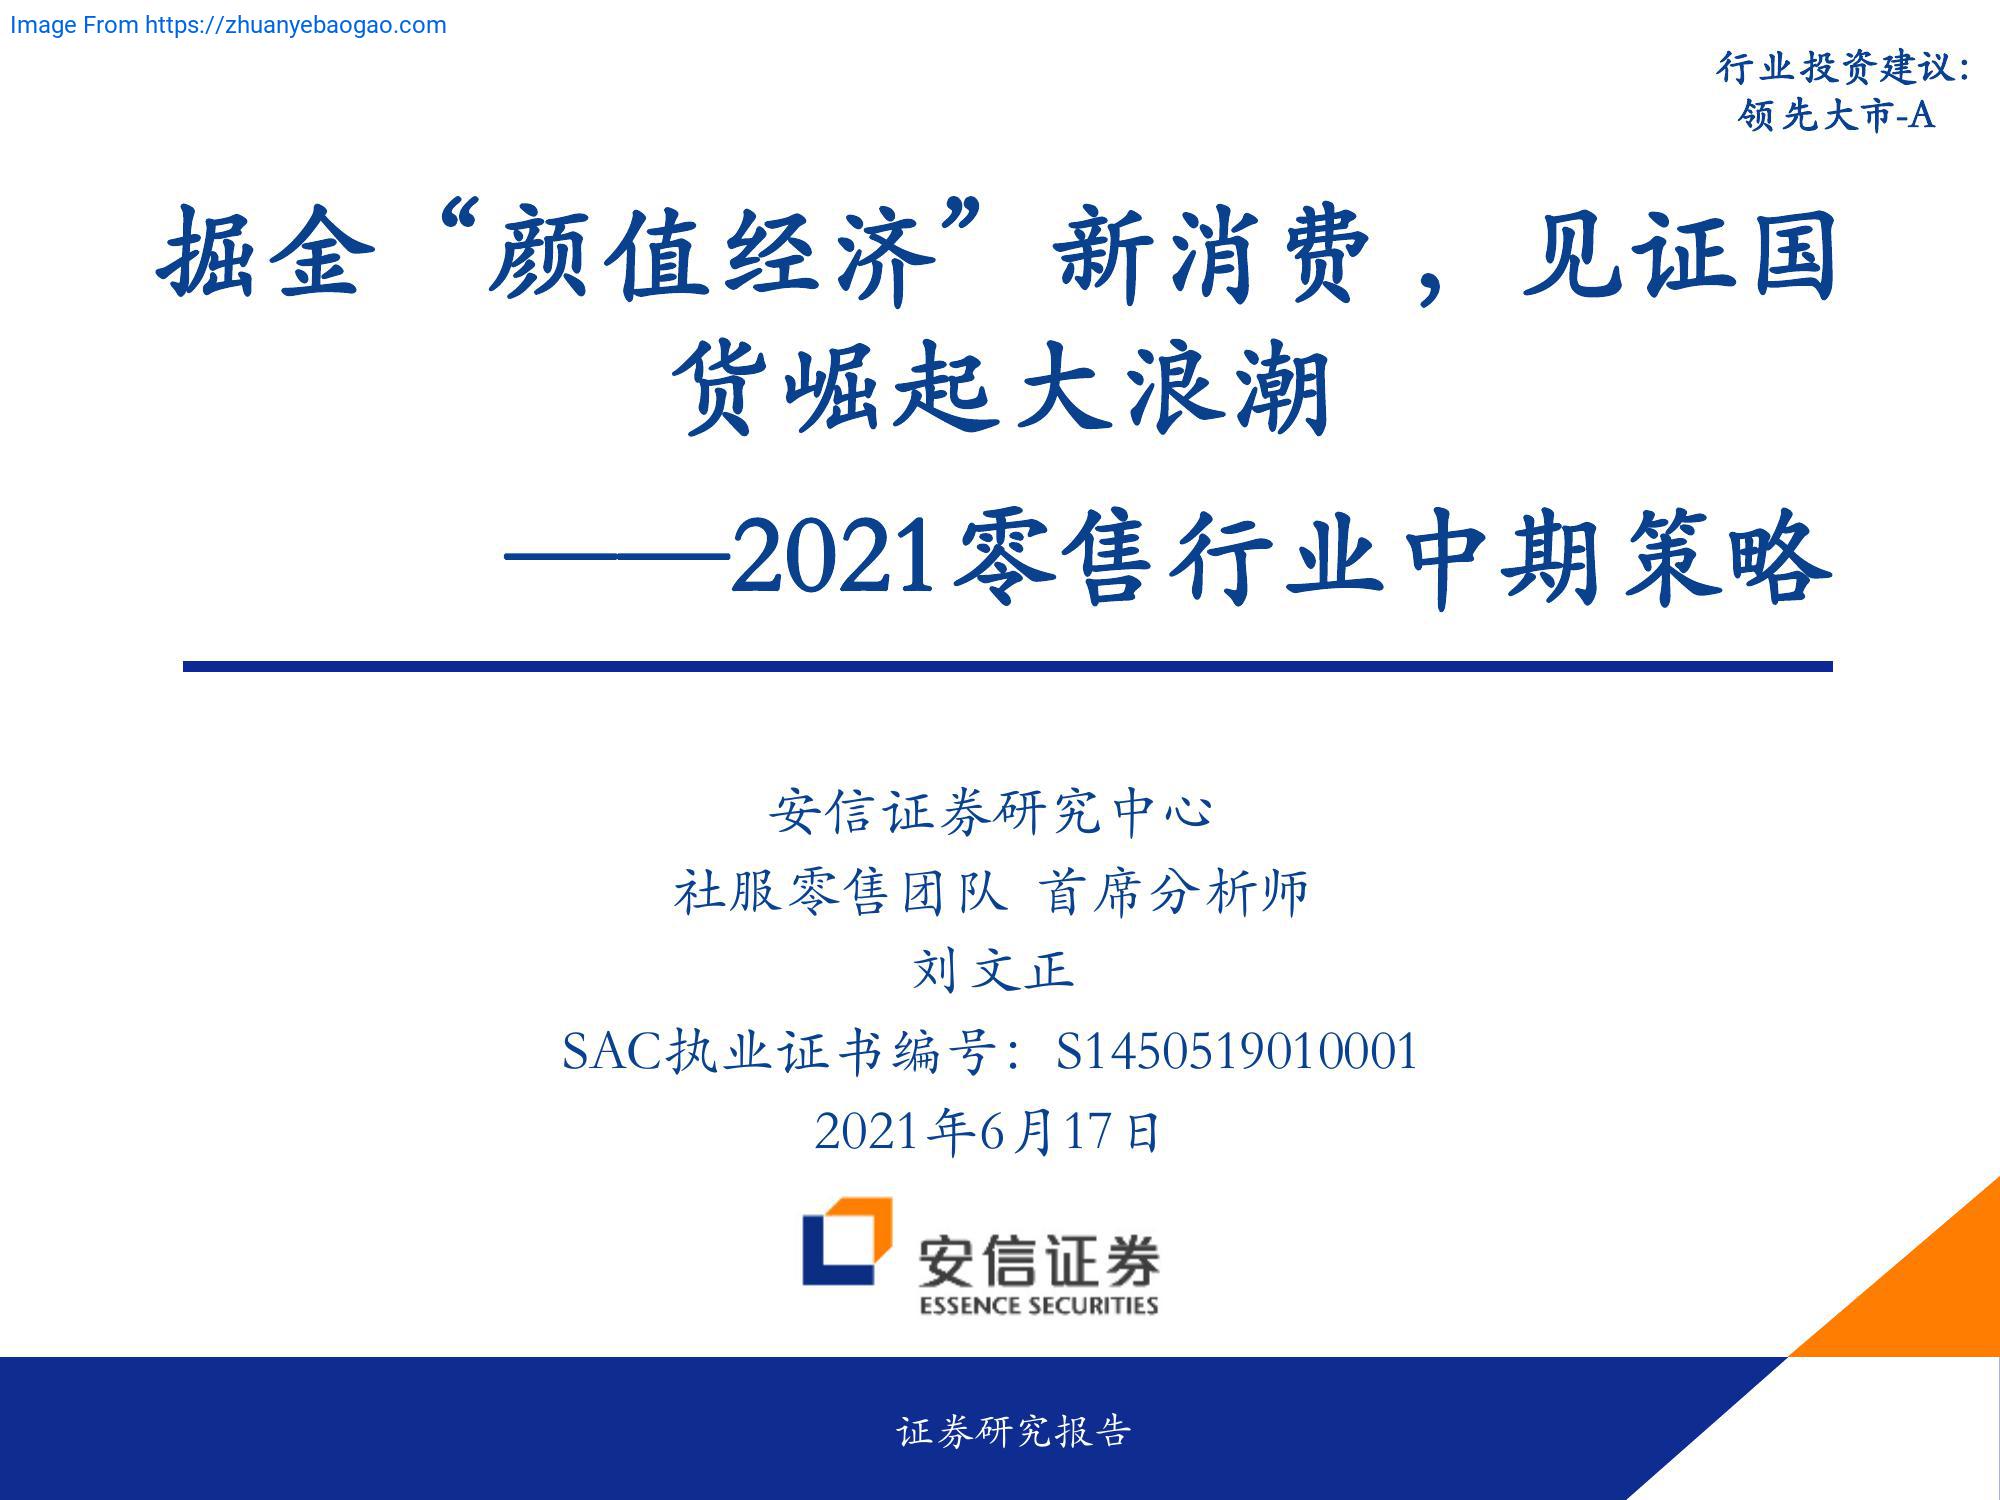 Image From https://zhuanyebaogao.com
行业投资建议：
领先大市-A
掘金“颜值经济”新消费，见证国
货崛起大浪潮
——2021零售行业中期策略
安信证券研究中心
社服零售团队 首席分析师
刘文正
SAC执业证书编号：S1450519010001
2021年6月17日
安信证券
ESSENCE SECURITIES
证券研究报告